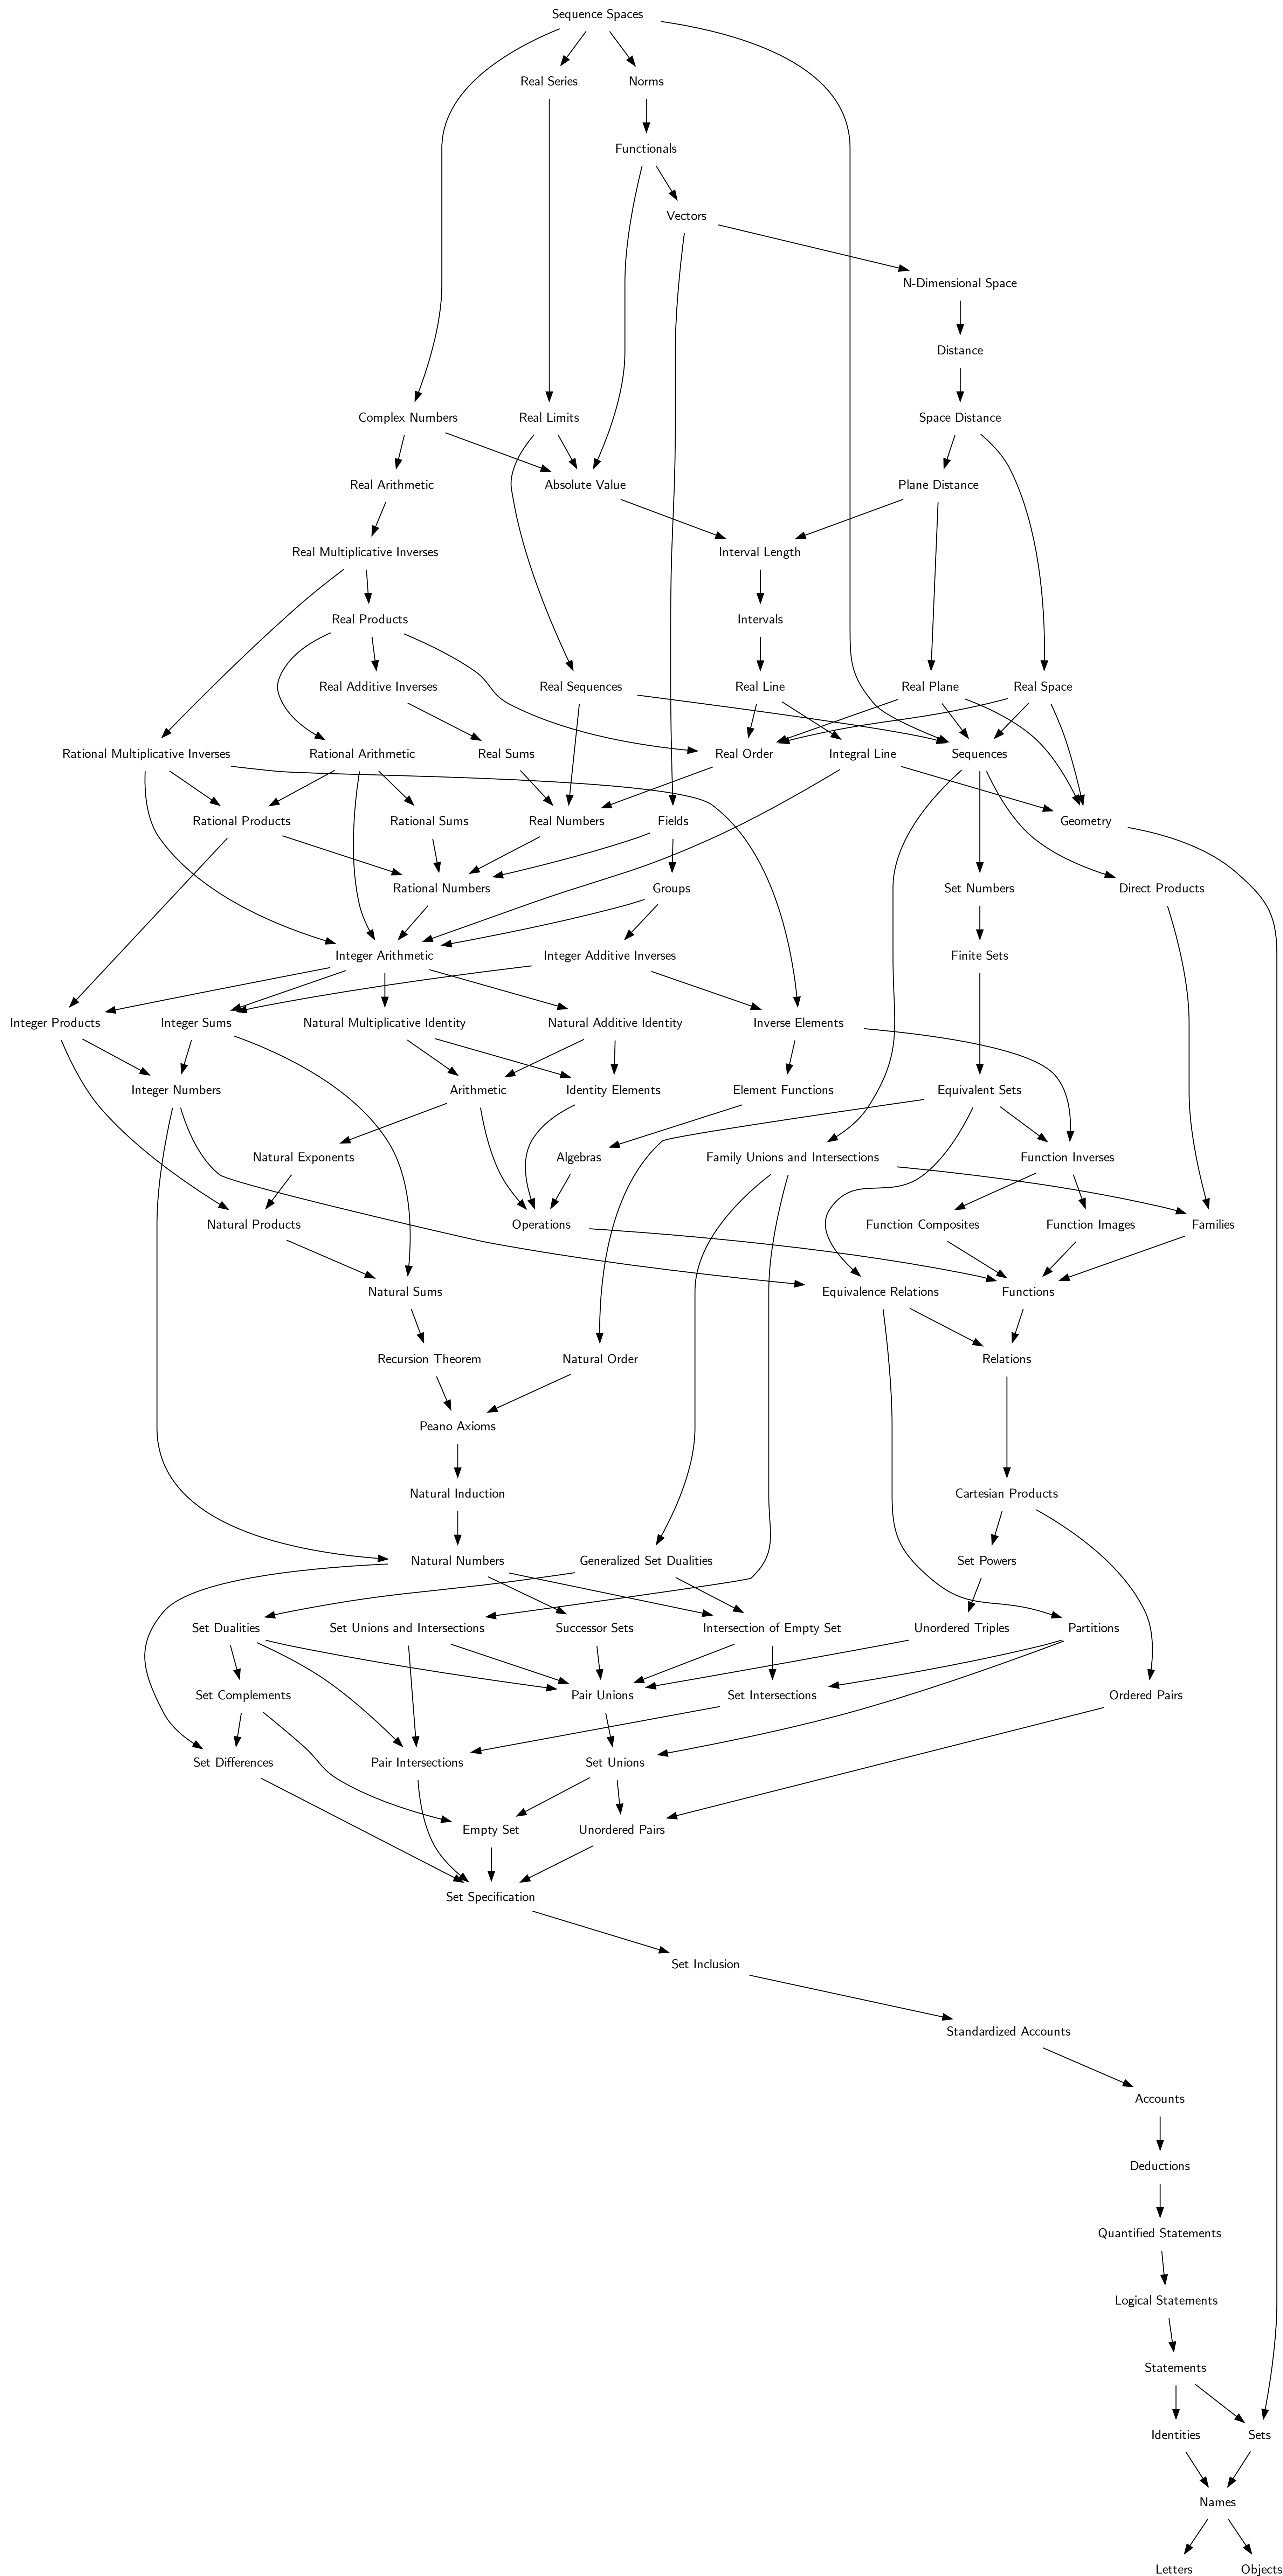 Sequence Spaces
Real Series
Norms
Functionals
Vectors
N-Dimensional Space
Distance
Complex Numbers
Real Limits
Space Distance
Real Arithmetic
Absolute Value
Plane Distance
Real Multiplicative Inverses
Interval Length
Real Products
Intervals
Real Additive Inverses
Real Sequences
Real Line
Real Plane
Real Space
Rational Multiplicative Inverses
Rational Arithmetic
Real Sums
Real Order
Integral Line
Sequences
Rational Products
Rational Sums
Real Numbers
Fields
Geometry
Rational Numbers
Groups
Set Numbers
Direct Products
Integer Arithmetic
Integer Additive Inverses
Finite Sets
Integer Products
Integer Sums
Natural Multiplicative Identity
Natural Additive Identity
Inverse Elements
Integer Numbers
Arithmetic
Identity Elements
Element Functions
Equivalent Sets
Natural Exponents
Algebras
Family Unions and Intersections
Function Inverses
Natural Products
Operations
Function Composites
Function Images
Families
Natural Sums
Equivalence Relations
Functions
Recursion Theorem
Natural Order
Relations
Peano Axioms
Natural Induction
Cartesian Products
Natural Numbers
Generalized Set Dualities
Set Powers
Set Dualities
Set Unions and Intersections
Successor Sets
Intersection of Empty Set
Unordered Triples
Partitions
Set Complements
Pair Unions
Set Intersections
Ordered Pairs
Set Differences
Pair Intersections
Set Unions
Empty Set
Unordered Pairs
Set Specification
Set Inclusion
Standardized Accounts
Accounts
Deductions
Quantified Statements
Logical Statements
Statements
Identities
Sets
Names
Letters
Objects